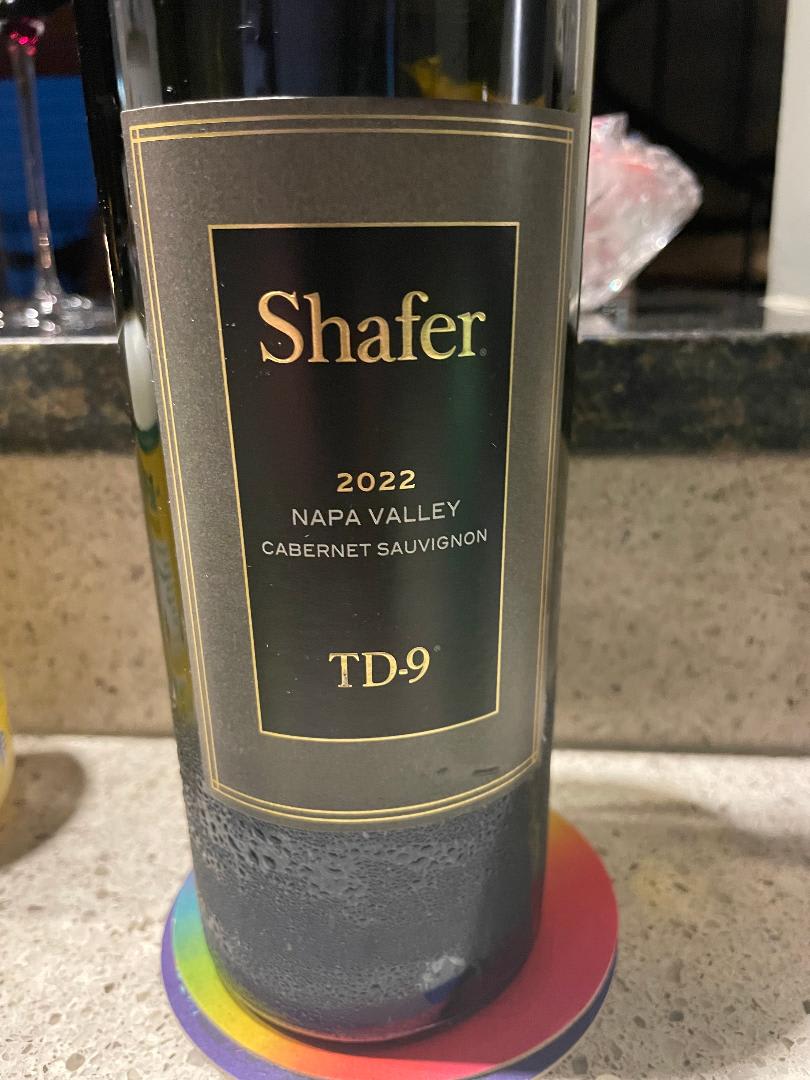 Shafer
2022
NAPA VALLEY
CABERNET SAUVIGNON
TD-9